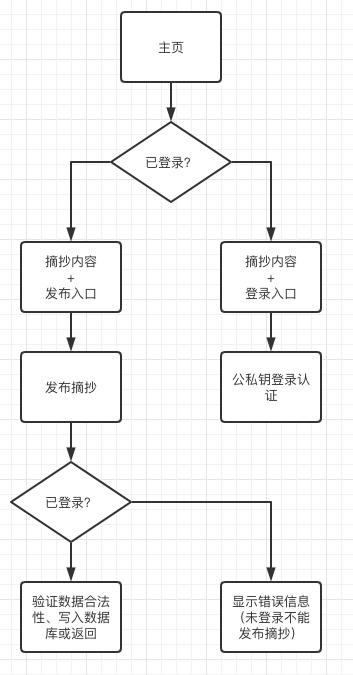 主页
已登录?
摘抄内容
+
发布入口
摘抄内容
+
登录入口
发布摘抄
公私钥登录认
证
已登录?
验证数据合法
性、写入数据
库或返回
显示错误信息
（未登录不能
发布摘抄）